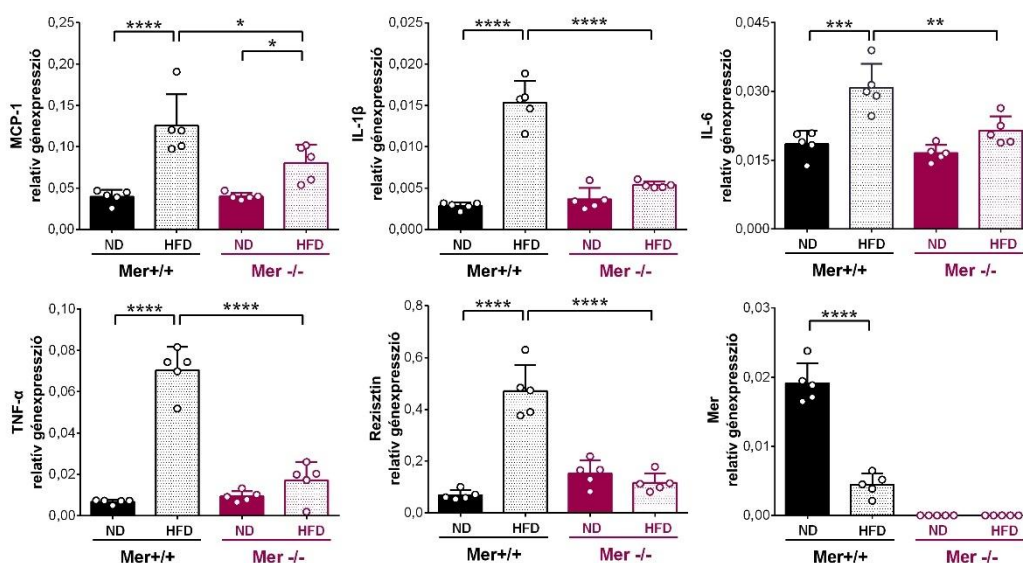 MCP-1
relatív génexpresszió
0,25
0,20
0,15
0,10
0,05
0,00
****
*
*
ND HFD ND HFD
Mer+/+ Mer -/-
IL-1β
relatív génexpresszió
0,025
0,020
0,015
0,010
0,005
0,000
**** ****
ND HFD ND HFD
Mer+/+ Mer -/-
IL-6
relatív génexpresszió
0,045
0,030
0,015
0,000
*** **
ND HFD ND HFD
Mer+/+ Mer -/-
TNF-α
relatív génexpresszió
0,10
0,08
0,06
0,04
0,02
0,00
**** ****
ND HFD ND HFD
Mer+/+ Mer -/-
Rezisztin
relatív génexpresszió
0,8
0,6
0,4
0,2
0,0
**** ****
ND HFD ND HFD
Mer+/+ Mer -/-
Mer
relatív génexpresszió
0,03
0,02
0,01
0,00
****
ND HFD ND HFD
Mer+/+ Mer -/-